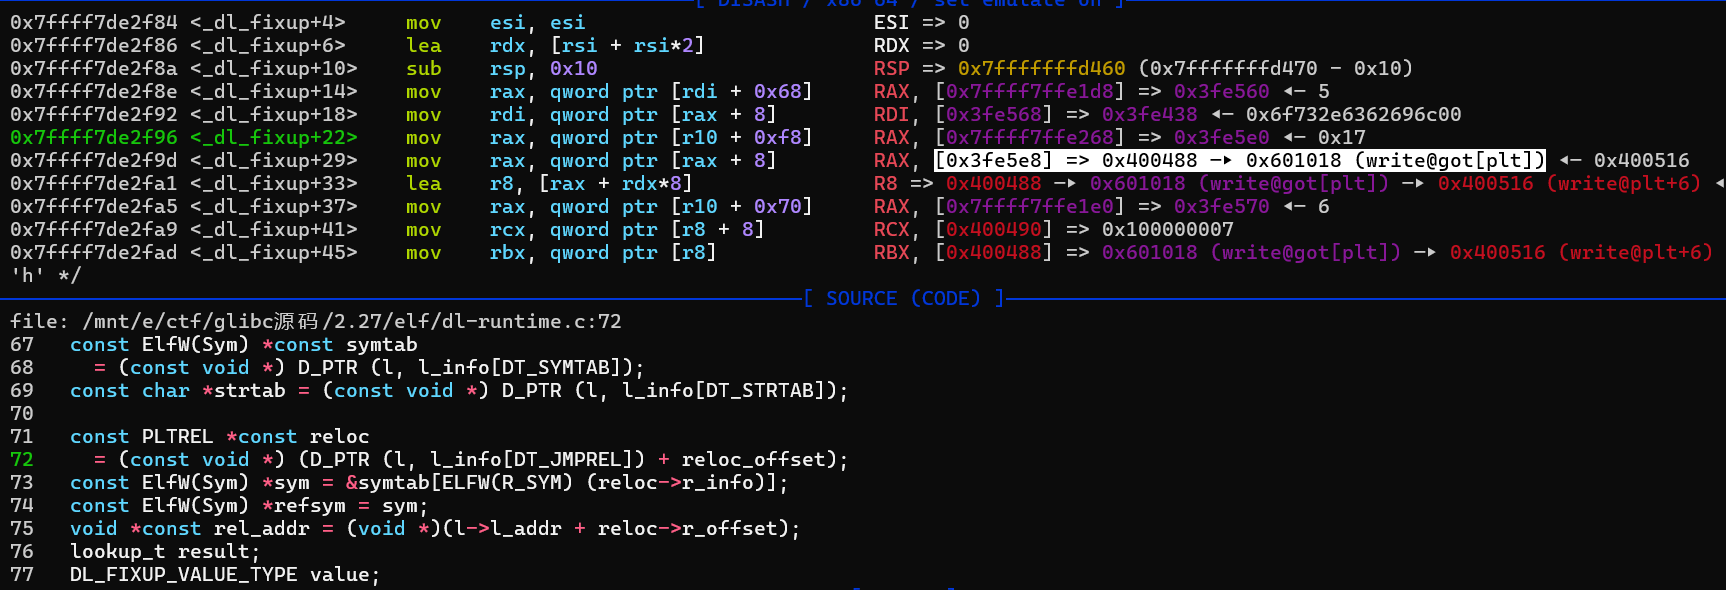 [ DISASM / x86-64 / set emulate on ]
0x7ffff7de2f84 <_dl_fixup+4>     mov    esi, esi     ESI => 0
0x7ffff7de2f86 <_dl_fixup+6>     lea    rdx, [rsi + rsi*2]     RDX => 0
0x7ffff7de2f8a <_dl_fixup+10>    sub    rsp, 0x10     RSP => 0x7fffffffd460 (0x7fffffffd470 - 0x10)
0x7ffff7de2f8e <_dl_fixup+14>    mov    rax, qword ptr [rdi + 0x68]     RAX, [0x7ffff7ffe1d8] => 0x3fe560 ◂— 5
0x7ffff7de2f92 <_dl_fixup+18>    mov    rdi, qword ptr [rax + 8]     RDI, [0x3fe568] => 0x3fe438 ◂— 0x6f732e6362696c00
0x7ffff7de2f96 <_dl_fixup+22>    mov    rax, qword ptr [r10 + 0xf8]     RAX, [0x7ffff7ffe268] => 0x3fe5e0 ◂— 0x17
0x7ffff7de2f9d <_dl_fixup+29>    mov    rax, qword ptr [rax + 8]     RAX, [0x3fe5e8] => 0x400488 —▸ 0x601018 (write@got[plt]) ◂— 0x400516
0x7ffff7de2fa1 <_dl_fixup+33>    lea    r8, [rax + rdx*8]     R8 => 0x400488 —▸ 0x601018 (write@got[plt]) —▸ 0x400516 (write@plt+6) ◂
0x7ffff7de2fa5 <_dl_fixup+37>    mov    rax, qword ptr [r10 + 0x70]     RAX, [0x7ffff7ffe1e0] => 0x3fe570 ◂— 6
0x7ffff7de2fa9 <_dl_fixup+41>    mov    rcx, qword ptr [r8 + 8]     RCX, [0x400490] => 0x100000007
0x7ffff7de2fad <_dl_fixup+45>    mov    rbx, qword ptr [r8]     RBX, [0x400488] => 0x601018 (write@got[plt]) —▸ 0x400516 (write@plt+6)
'h' */
[ SOURCE (CODE) ]
file: /mnt/e/ctf/glibc源码/2.27/elf/dl-runtime.c:72
67   const ElfW(Sym) *const symtab
68     = (const void *) D_PTR (l, l_info[DT_SYMTAB]);
69   const char *strtab = (const void *) D_PTR (l, l_info[DT_STRTAB]);
70
71   const PLTREL *const reloc
72     = (const void *) (D_PTR (l, l_info[DT_JMPREL]) + reloc_offset);
73   const ElfW(Sym) *sym = &symtab[ELFW(R_SYM) (reloc->r_info)];
74   const ElfW(Sym) *refsym = sym;
75   void *const rel_addr = (void *)(l->l_addr + reloc->r_offset);
76   lookup_t result;
77   DL_FIXUP_VALUE_TYPE value;